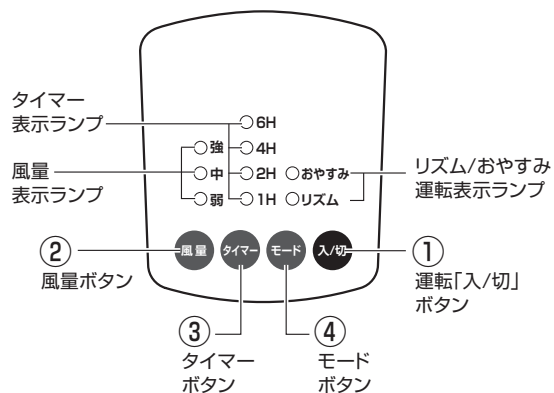 タイマー
表示ランプ
風量
表示ランプ
6H
強 4H
中 2H おやすみ
弱 1H リズム
リズム/おやすみ
運転表示ランプ
風量 タイマー モード 入/切
②
風量ボタン
①
運転「入/切」
ボタン
③
タイマー
ボタン
④
モード
ボタン